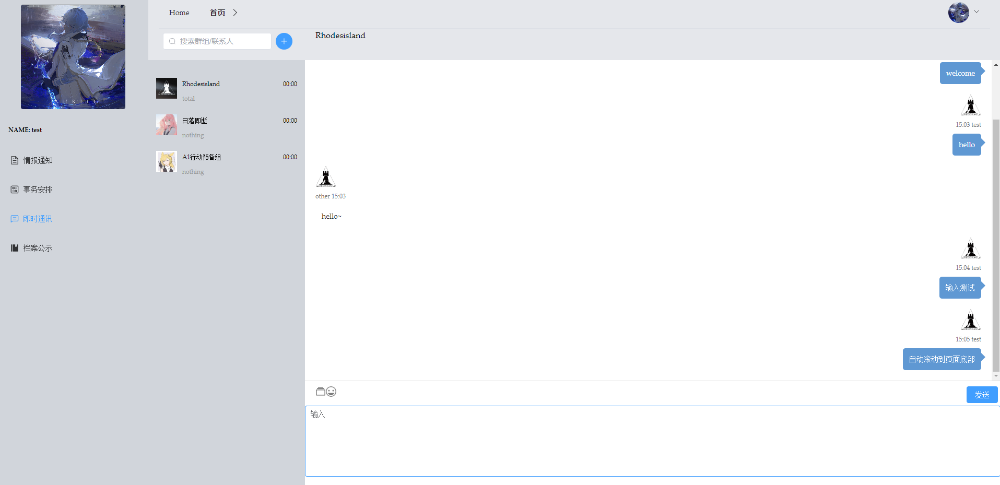 AHRILL
NAME: test
情报通知
事务安排
即时通讯
档案公示
Home
首页
搜索群组/联系人
Rhodesisland
Rhodesisland 00:00
total
日落即逝 00:00
nothing
A1行动预备组 00:00
nothing
welcome
15:03 test
hello
other 15:03
hello~
15:04 test
输入测试
15:05 test
自动滚动到页面底部
发送
输入